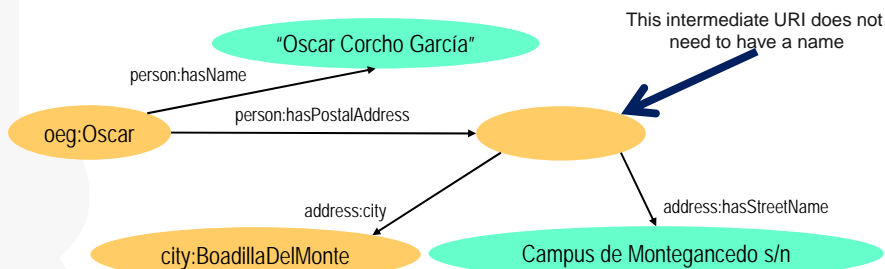 This intermediate URI does not
need to have a name
“Oscar Corcho García”
person:hasName
person:hasPostalAddress
oeg:Oscar
address:city
address:hasStreetName
city:BoadillaDelMonte
Campus de Montegancedo s/n